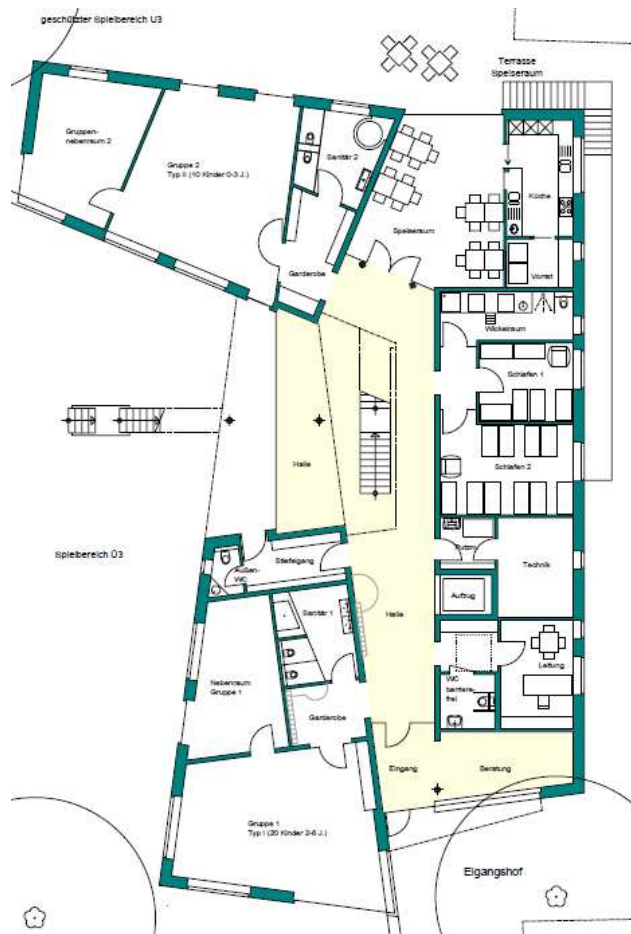 geschützter Spielbereich U3
Terrasse
Speiseraum
Gruppen-
nebenraum 2
Gruppe 2
Typ II (10 Kinder 0-3 J.)
Sanitär 2
Küche
Speiseraum
Garderobe
Vorrat
Wickelraum
Schlafen 1
Halle
Schlafen 2
Spielbereich Ü3
Stiefelgang
Außen-
WC
Putzm.
Technik
Aufzug
Sanitär 1
Halle
Leitung
Nebenraum
Gruppe 1
WC
barriere
frei
Garderobe
Eingang
Beratung
Gruppe 1
Typ I (20 Kinder 2-6 J.)
Eigangshof